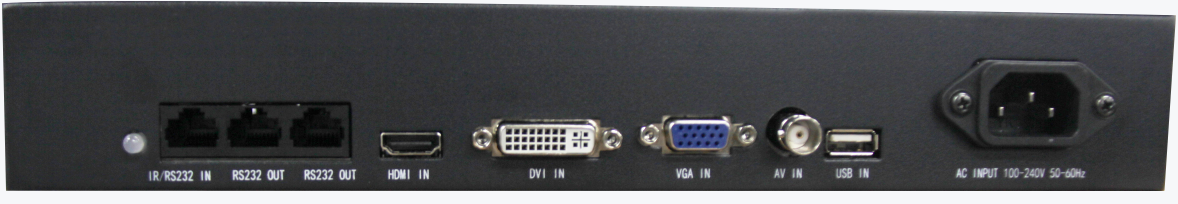 IR/RS232 IN RS232 OUT RS232 OUT HDMI IN DVI IN VGA IN AV IN USB IN AC INPUT 100-240V 50-60Hz